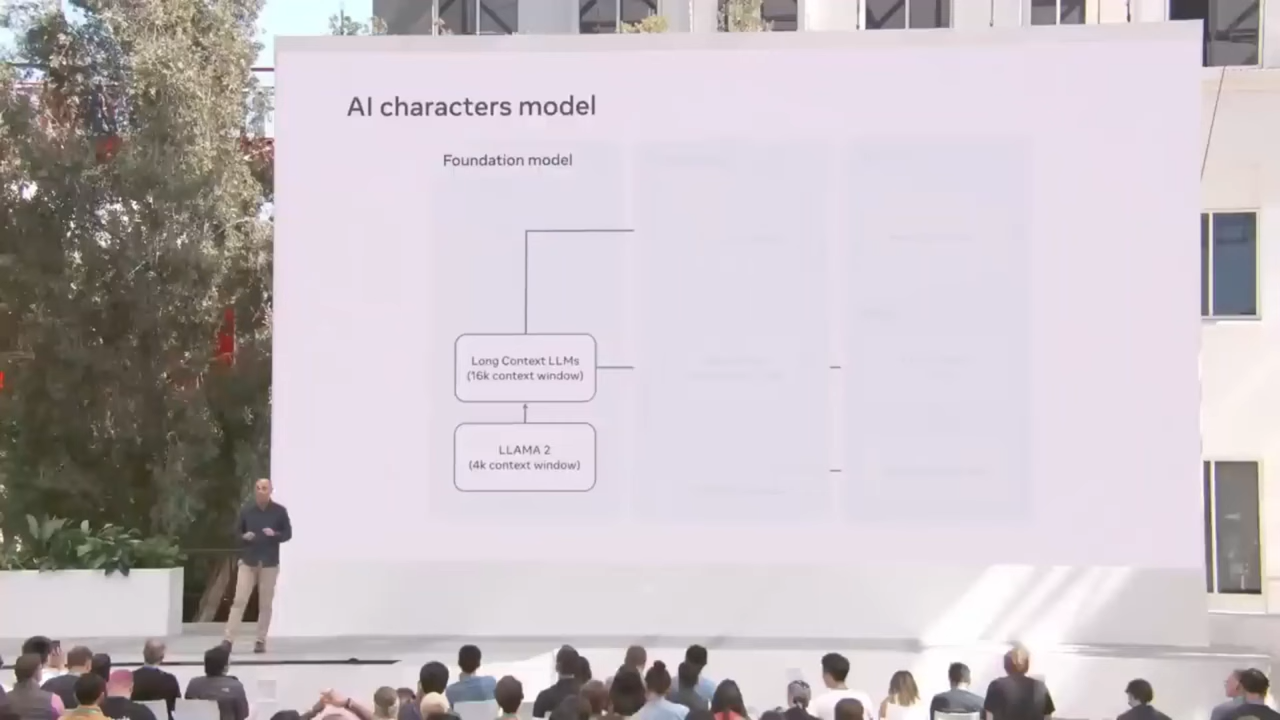 AI characters model
Foundation model
Long Context LLMs
(16k context window)
LLAMA 2
(4k context window)